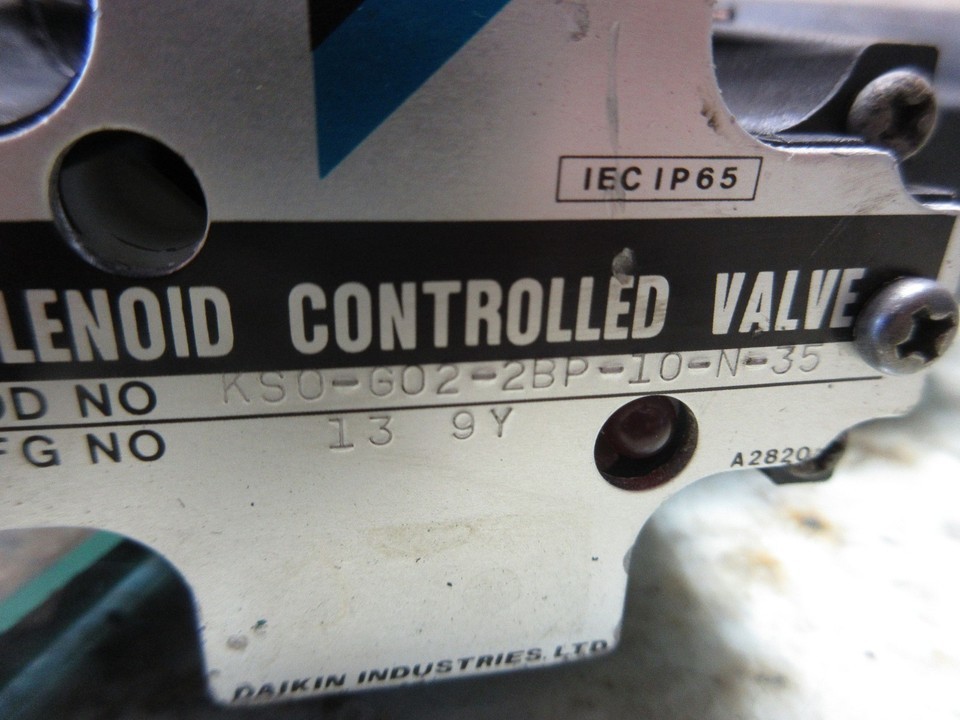 IEC IP65
LENOID CONTROLLED VALVE
D NO KSO-G02-2BP-10-N-35
FG NO 13 9Y
A2820
DAIKIN INDUSTRIES. LTD